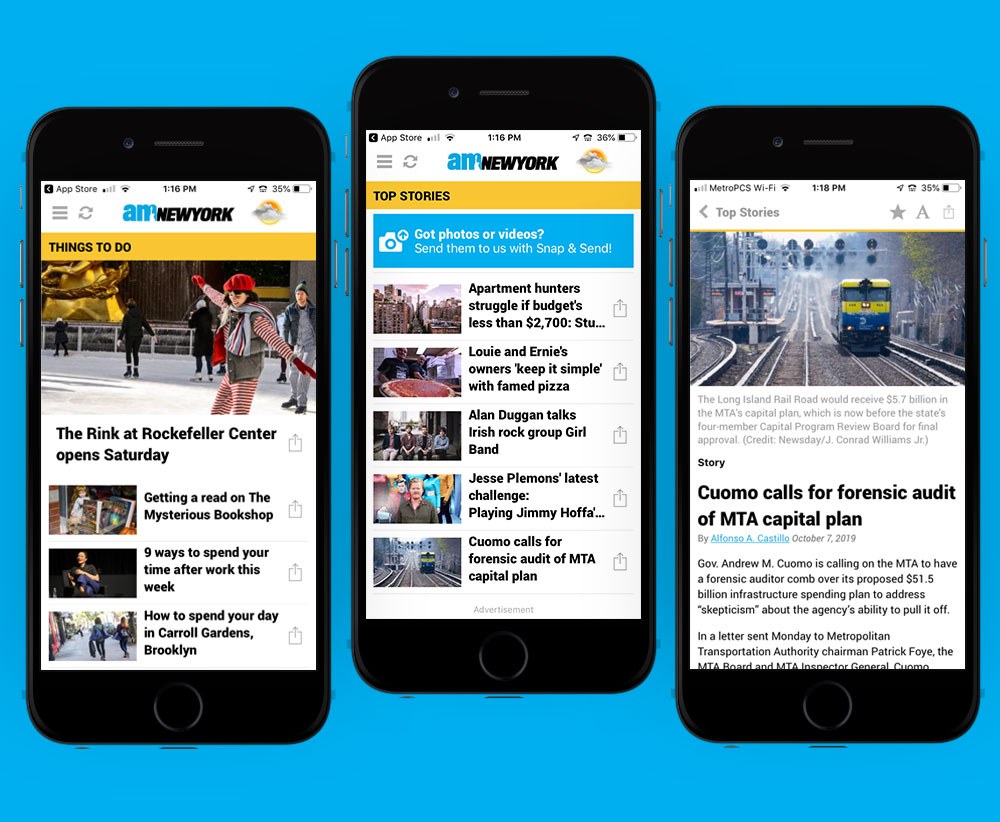 App Store
1:16 PM
35%
amNEWYORK
THINGS TO DO
The Rink at Rockefeller Center
opens Saturday
Getting a read on The
Mysterious Bookshop
9 ways to spend your
time after work this
week
How to spend your day
in Carroll Gardens,
Brooklyn
App Store
1:16 PM
36%
amNEWYORK
TOP STORIES
Got photos or videos?
Send them to us with Snap & Send!
Apartment hunters
struggle if budget's
less than $2,700: Stu...
Louie and Ernie's
owners 'keep it simple'
with famed pizza
Alan Duggan talks
Irish rock group Girl
Band
Jesse Plemons' latest
challenge:
Playing Jimmy Hoffa'...
Cuomo calls for
forensic audit of MTA
capital plan
Advertisement
MetroPCS Wi-Fi
1:18 PM
35%
Top Stories
A
The Long Island Rail Road would receive $5.7 billion in
the MTA's capital plan, which is now before the state's
four-member Capital Program Review Board for final
approval. (Credit: Newsday/J. Conrad Williams Jr.)
Story
Cuomo calls for forensic audit
of MTA capital plan
By Alfonso A. Castillo October 7, 2019
Gov. Andrew M. Cuomo is calling on the MTA to have
a forensic auditor comb over its proposed $51.5
billion infrastructure spending plan to address
“skepticism” about the agency’s ability to pull it off.
In a letter sent Monday to Metropolitan
Transportation Authority chairman Patrick Foye, the
MTA Board and MTA Inspector General, Cuomo